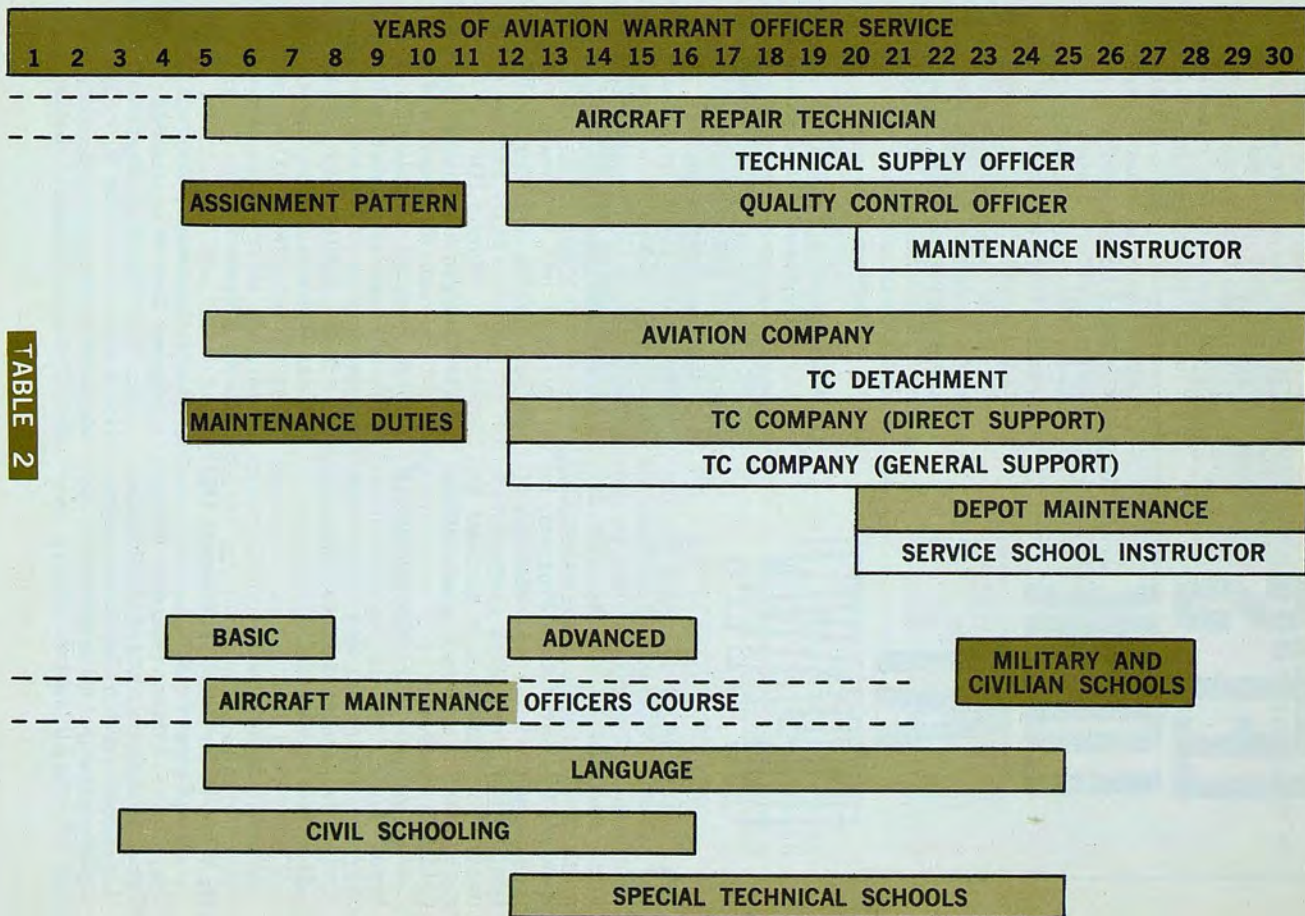 YEARS OF AVIATION WARRANT OFFICER SERVICE
1 2 3 4 5 6 7 8 9 10 11 12 13 14 15 16 17 18 19 20 21 22 23 24 25 26 27 28 29 30
AIRCRAFT REPAIR TECHNICIAN
TECHNICAL SUPPLY OFFICER
ASSIGNMENT PATTERN
QUALITY CONTROL OFFICER
MAINTENANCE INSTRUCTOR
TABLE 2
AVIATION COMPANY
TC DETACHMENT
MAINTENANCE DUTIES
TC COMPANY (DIRECT SUPPORT)
TC COMPANY (GENERAL SUPPORT)
DEPOT MAINTENANCE
SERVICE SCHOOL INSTRUCTOR
BASIC
ADVANCED
MILITARY AND
CIVILIAN SCHOOLS
AIRCRAFT MAINTENANCE OFFICERS COURSE
LANGUAGE
CIVIL SCHOOLING
SPECIAL TECHNICAL SCHOOLS